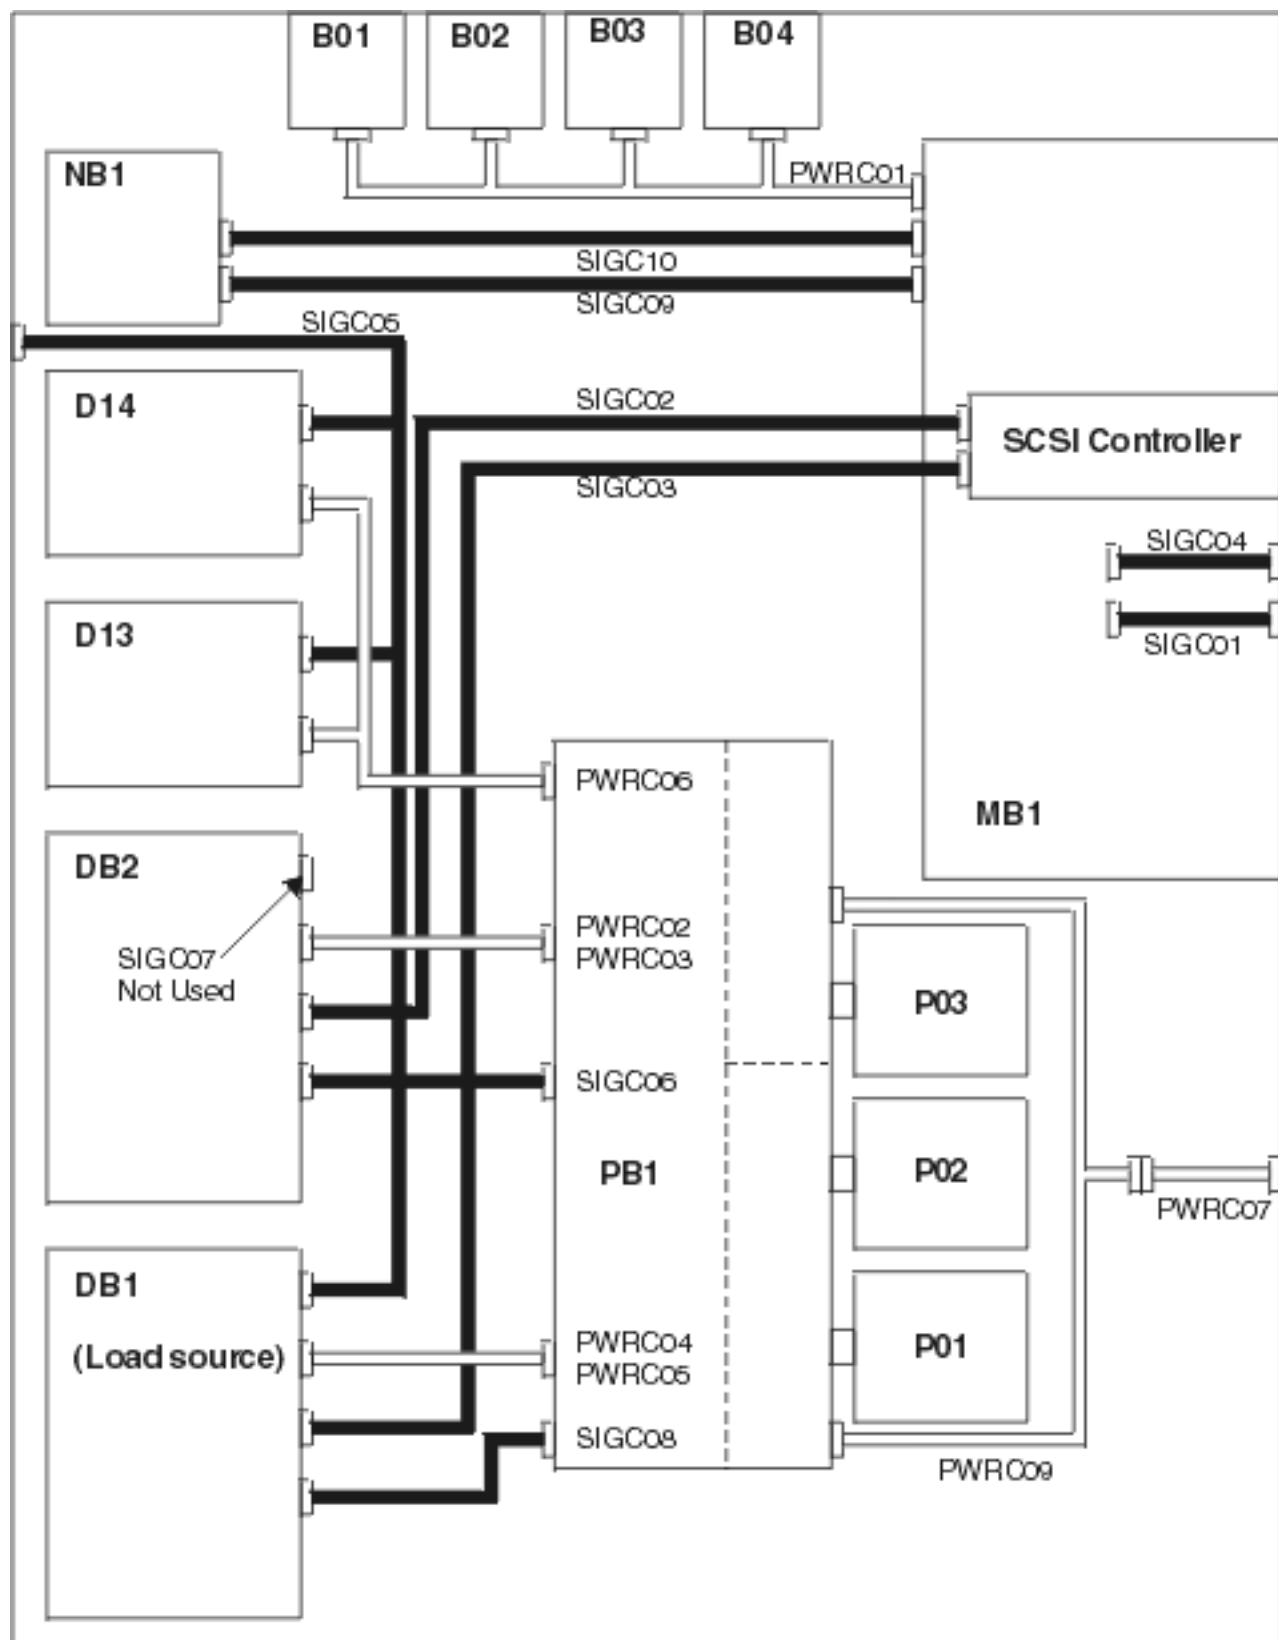 B01
B02
B03
B04
PWRC01
NB1
SIGC10
SIGC09
SIGC05
D14
SIGC02
SCSI Controller
SIGC03
SIGC04
D13
SIGC01
PWRC06
MB1
DB2
PWRC02
PWRC03
SIGC07
Not Used
P03
SIGC06
PB1
P02
PWRC07
DB1
(Load source)
PWRC04
PWRC05
P01
SIGC08
PWRC09